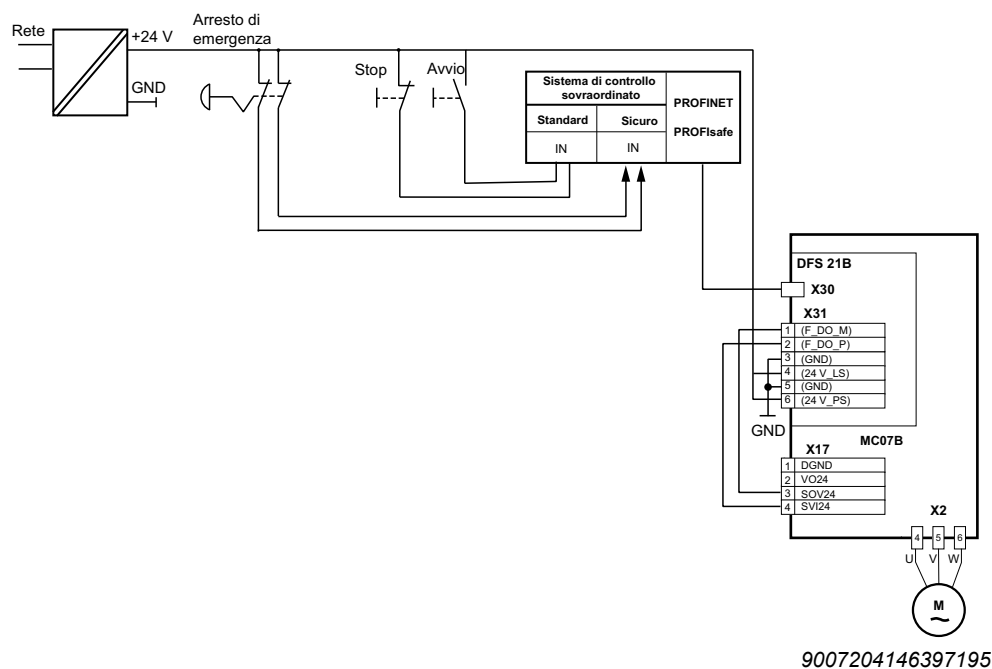 Rete
+24 V
GND
Arresto di
emergenza
Stop
Avvio
Sistema di controllo
sovraordinato
PROFINET
PROFIsafe
Standard
Sicuro
IN
IN
DFS 21B
X30
X31
1 (F_DO_M)
2 (F_DO_P)
3 (GND)
4 (24 V_LS)
5 (GND)
6 (24 V_PS)
GND
MC07B
X17
1 DGND
2 VO24
3 SOV24
4 SVI24
X2
4 5 6
U V W
M
~
9007204146397195